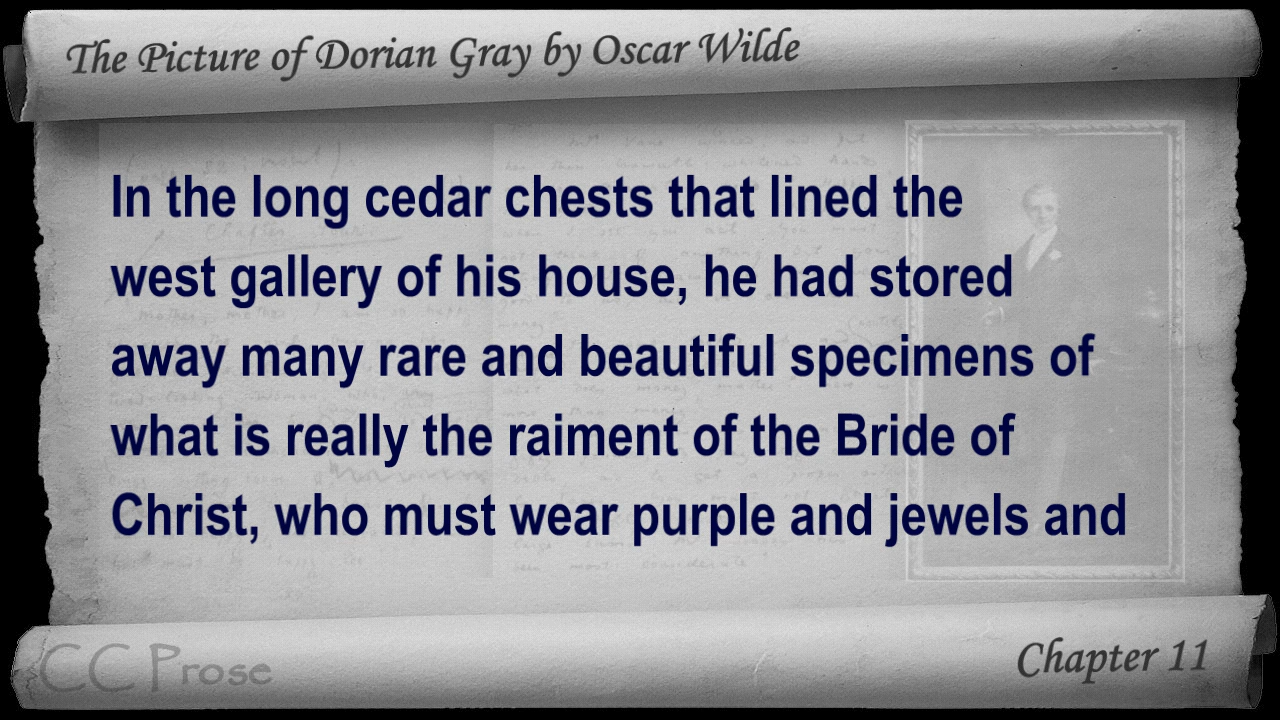 The Picture of Dorian Gray by Oscar Wilde
In the long cedar chests that lined the
west gallery of his house, he had stored
away many rare and beautiful specimens of
what is really the raiment of the Bride of
Christ, who must wear purple and jewels and
CC Prose
Chapter 11